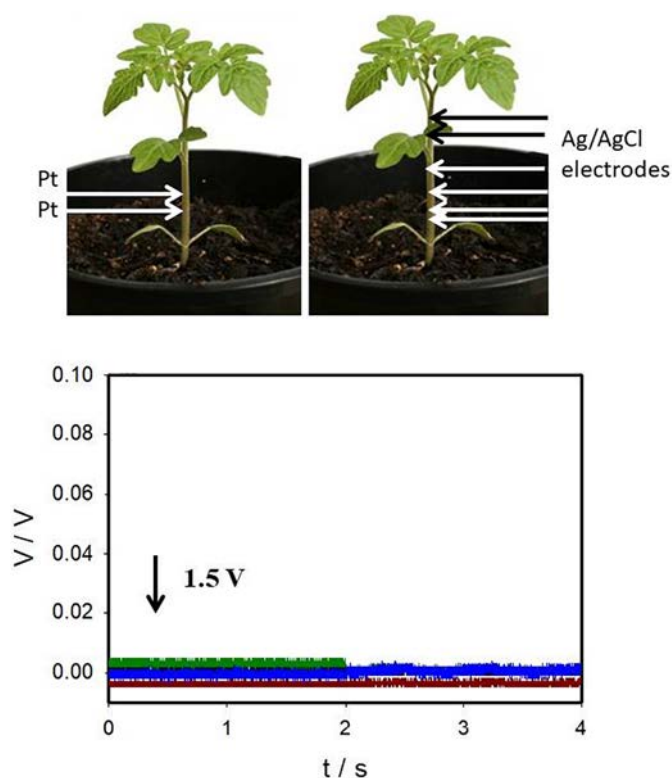 Pt
Pt
Ag/AgCl
electrodes
0.10
0.08
0.06
0.04
0.02
0.00
V / V
1.5 V
0
1
2
3
4
t / s